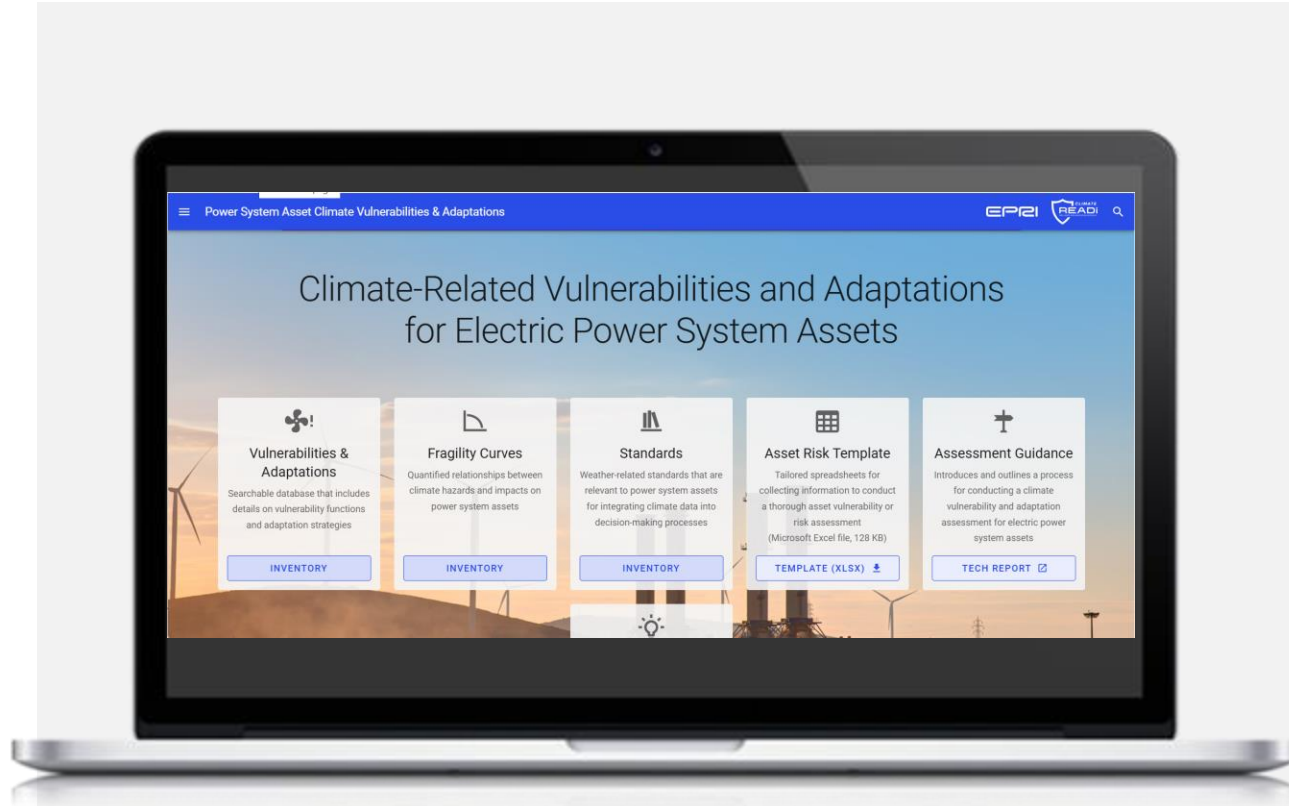 Power System Asset Climate Vulnerabilities & Adaptations
EPRI
CLIMATE
READi
Climate-Related Vulnerabilities and Adaptations
for Electric Power System Assets
Vulnerabilities &
Adaptations
Searchable database that includes
details on vulnerability functions
and adaptation strategies
INVENTORY
Fragility Curves
Quantified relationships between
climate hazards and impacts on
power system assets
INVENTORY
Standards
Weather-related standards that are
relevant to power system assets
for integrating climate data into
decision-making processes
INVENTORY
Asset Risk Template
Tailored spreadsheets for
collecting information to conduct
a thorough asset vulnerability or
risk assessment
(Microsoft Excel file, 128 KB)
TEMPLATE (XLSX)
Assessment Guidance
Introduces and outlines a process
for conducting a climate
vulnerability and adaptation
assessment for electric power
system assets
TECH REPORT